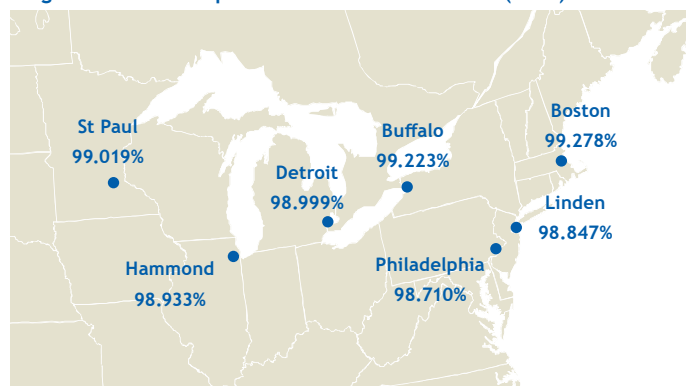 Boston
99.278%
St Paul
99.019%
Buffalo
99.223%
Detroit
98.999%
Linden
98.847%
Hammond
98.933%
Philadelphia
98.710%